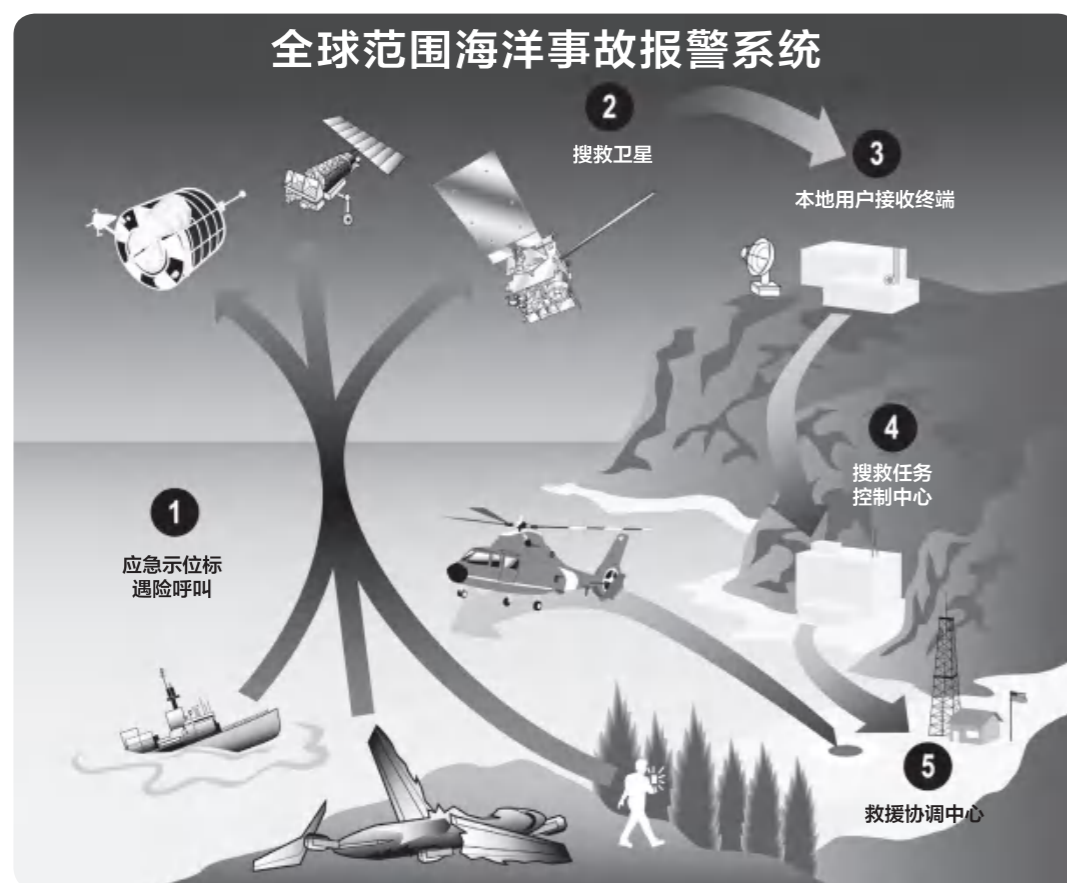 全球范围海洋事故报警系统
2
搜救卫星
3
本地用户接收终端
4
搜救任务
控制中心
1
应急示位标
遇险呼叫
5
救援协调中心